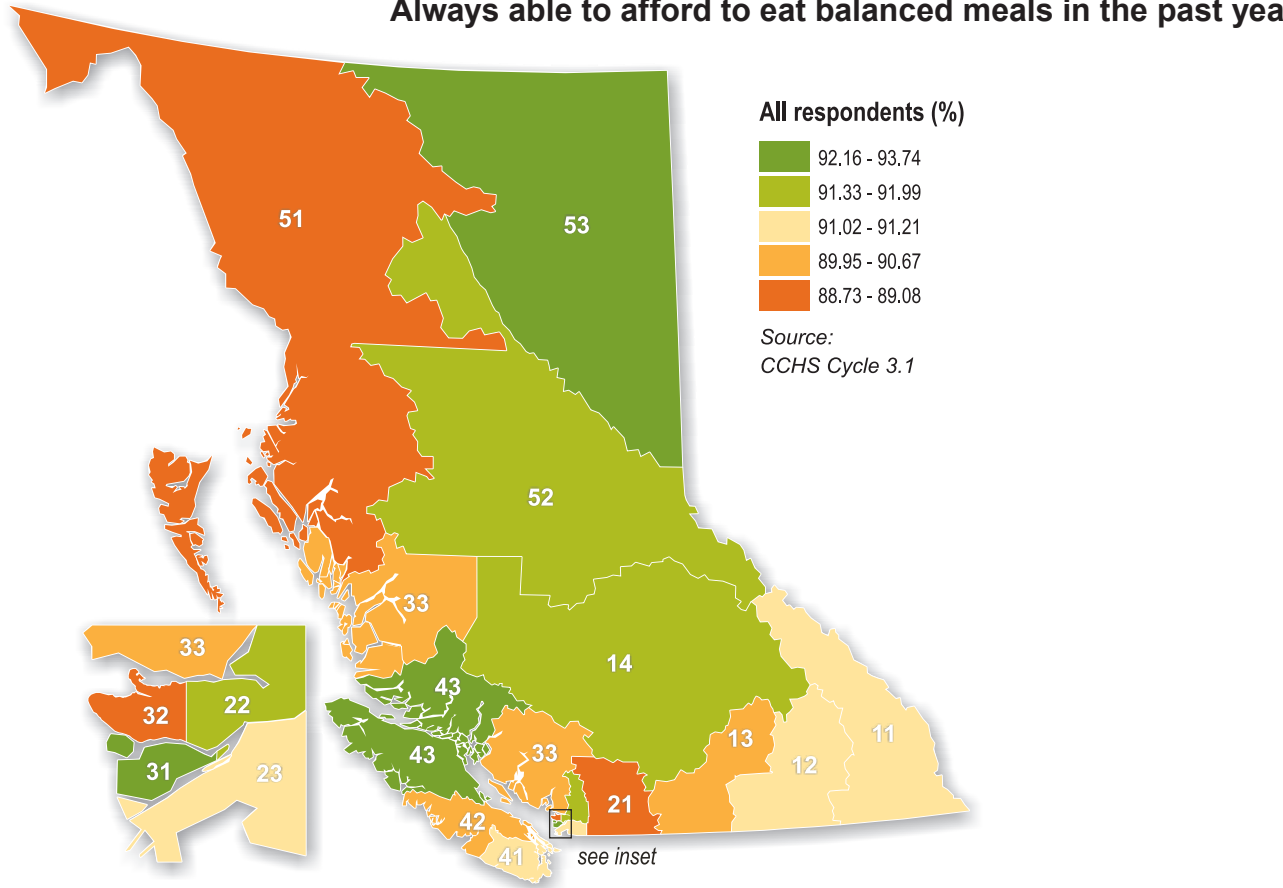 Always able to afford to eat balanced meals in the past yea
All respondents (%)
92.16 - 93.74
91.33 - 91.99
91.02 - 91.21
89.95 - 90.67
88.73 - 89.08
Source:
CCHS Cycle 3.1
51
53
52
33
14
43
43
33
13
12
11
21
42
41
see inset
33
32
22
31
23